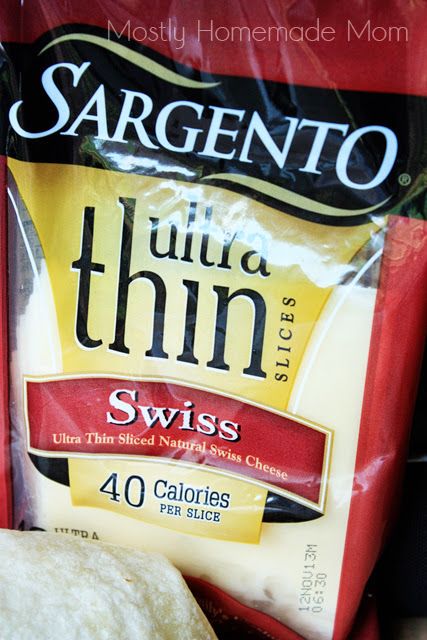 Mostly Homemade Mom
SARGENTO®
ultra
thin
SLICES
Swiss
Ultra Thin Sliced Natural Swiss Cheese
40 Calories
PER SLICE
12NOV13M
06:30
ULTRA